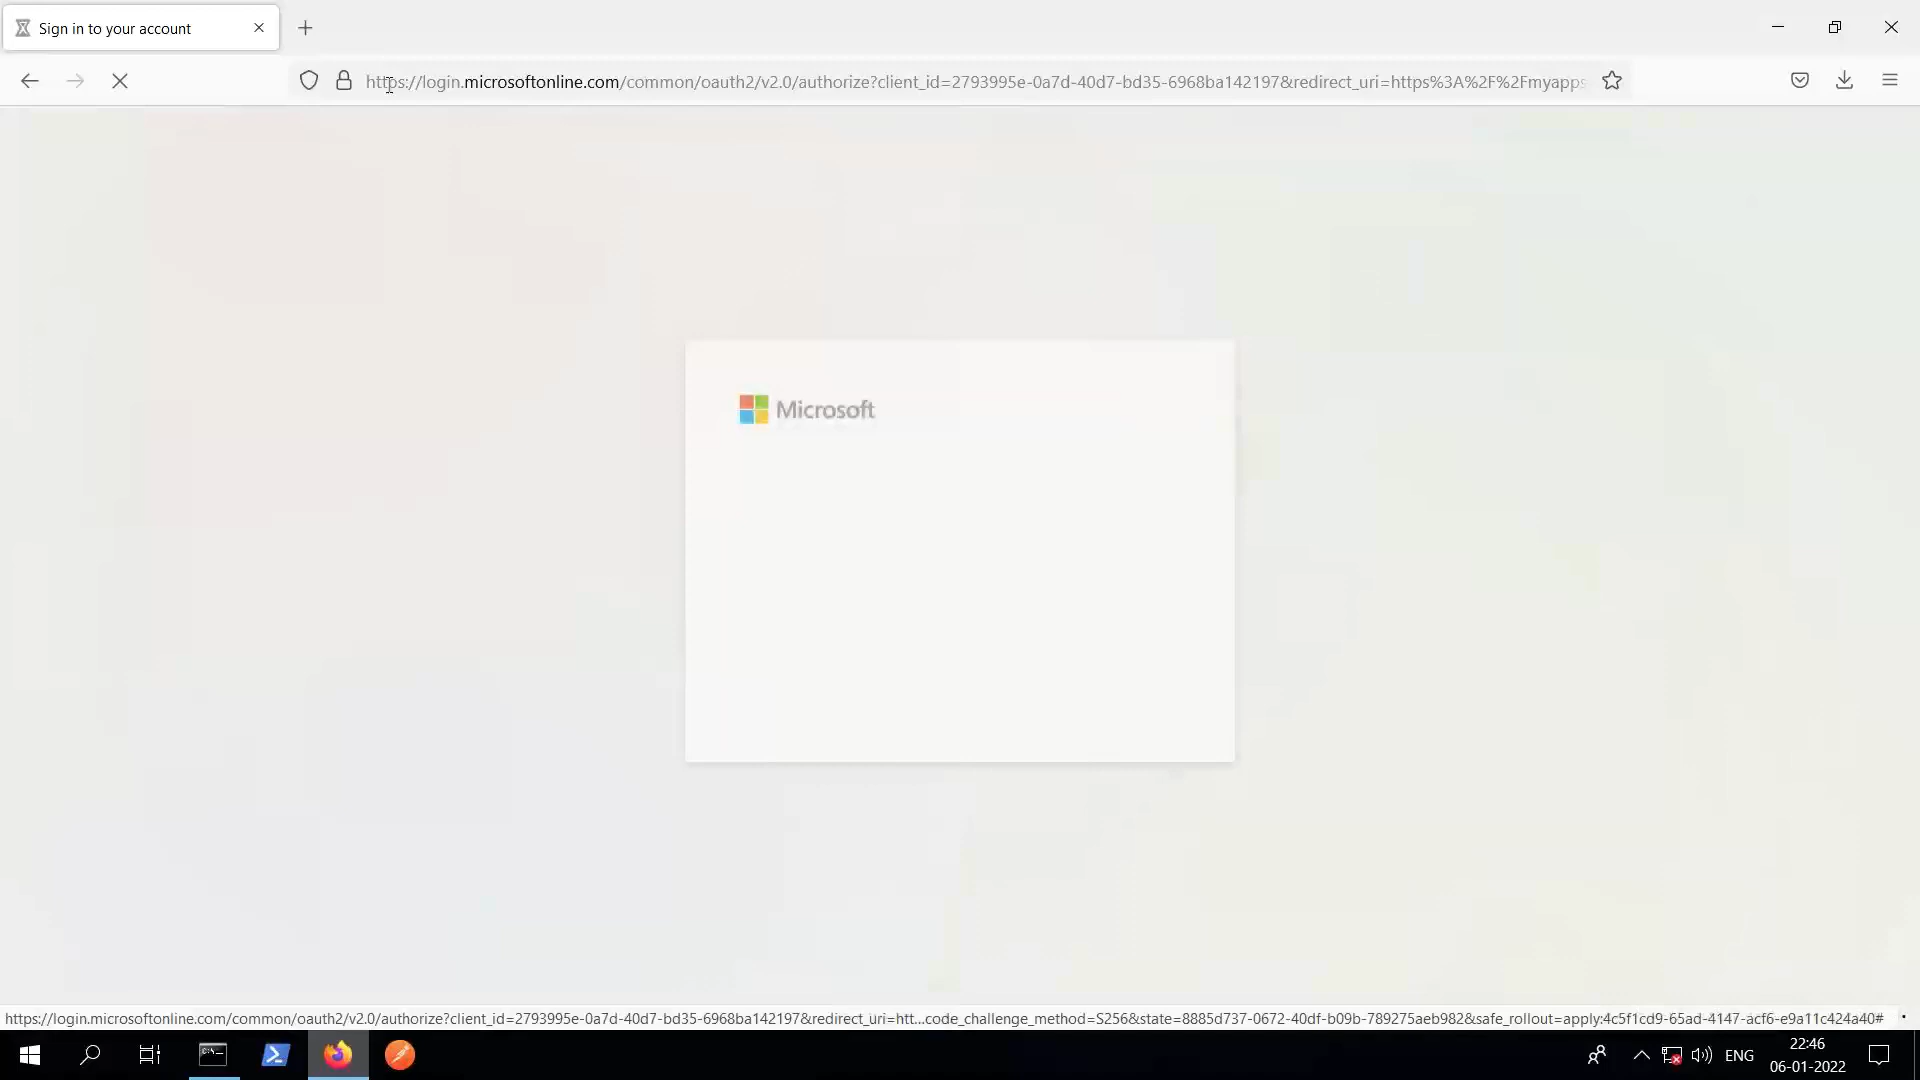 Sign in to your account
https://login.microsoftonline.com/common/oauth2/v2.0/authorize?client_id=2793995e-0a7d-40d7-bd35-6968ba142197&redirect_uri=https%3A%2F%2Fmyapps
Microsoft
https://login.microsoftonline.com/common/oauth2/v2.0/authorize?client_id=2793995e-0a7d-40d7-bd35-6968ba142197&redirect_uri=htt...code_challenge_method=S256&state=8885d737-0672-40df-b09b-789275aeb982&safe_rollout=apply:4c5f1cd9-65ad-4147-acf6-e9a11c424a40#
ENG
22:46
06-01-2022